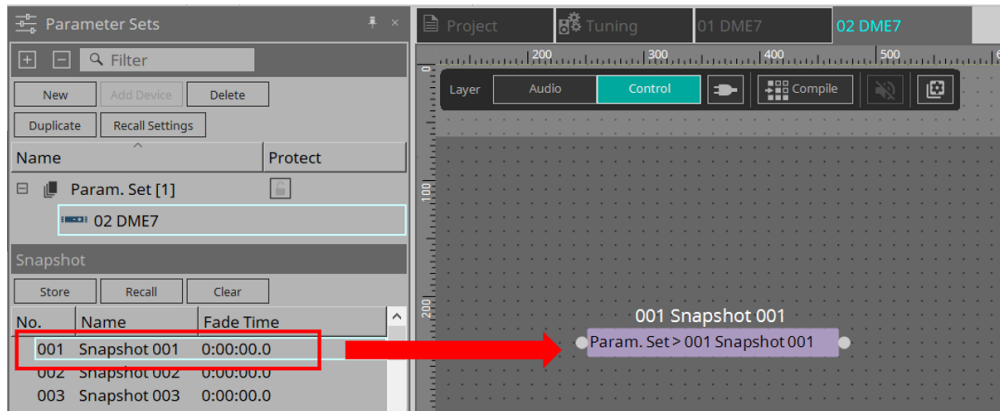 Parameter Sets
Filter
New Add Device Delete
Duplicate Recall Settings
Name Protect
Param. Set [1]
02 DME7
Snapshot
Store Recall Clear
No. Name Fade Time
001 Snapshot 001 0:00:00.0
002 Snapshot 002 0:00:00.0
003 Snapshot 003 0:00:00.0
Project Tuning 01 DME7 02 DME7
200 300 400 500
Layer Audio Control Compile
0
100
200
001 Snapshot 001
Param. Set > 001 Snapshot 001